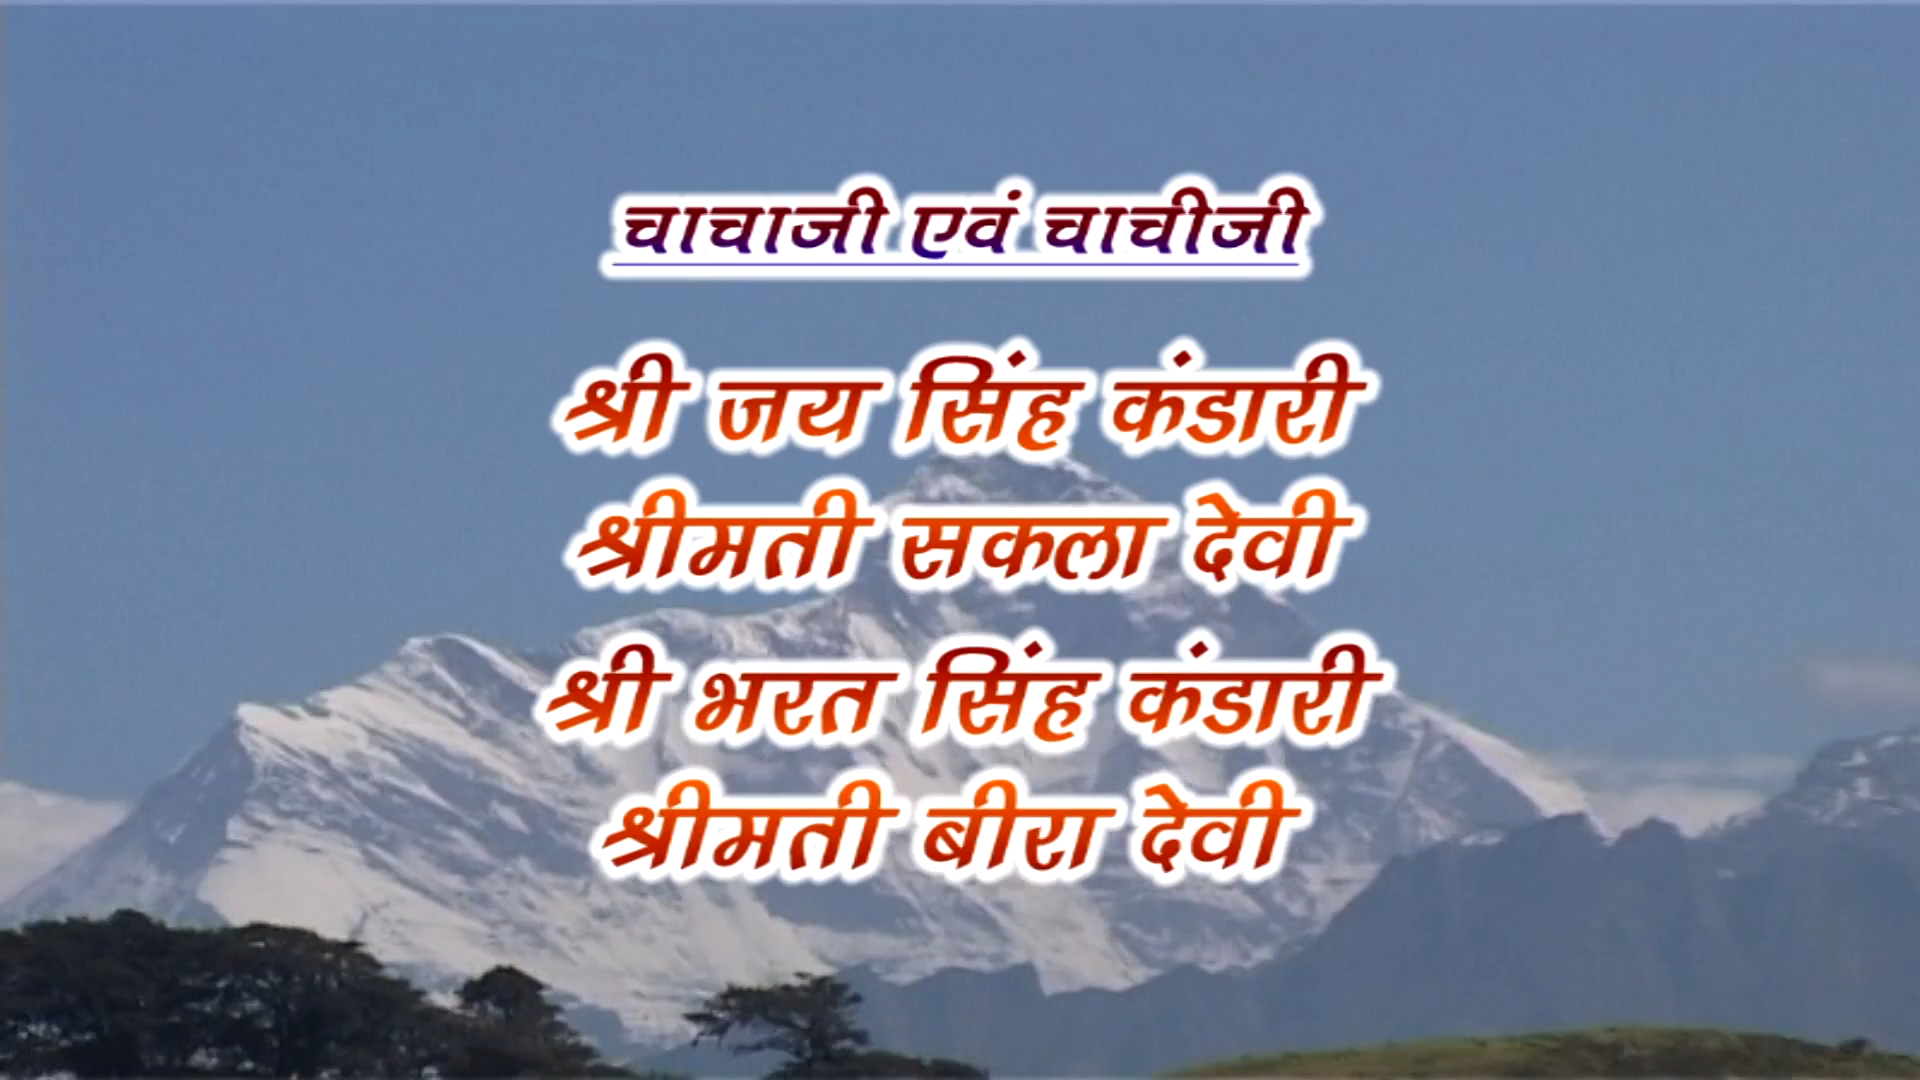 चाचाजी एवं चाचीजी
श्री जय सिंह कंडारी
श्रीमती सकला देवी
श्री भरत सिंह कंडारी
श्रीमती बीरा देवी